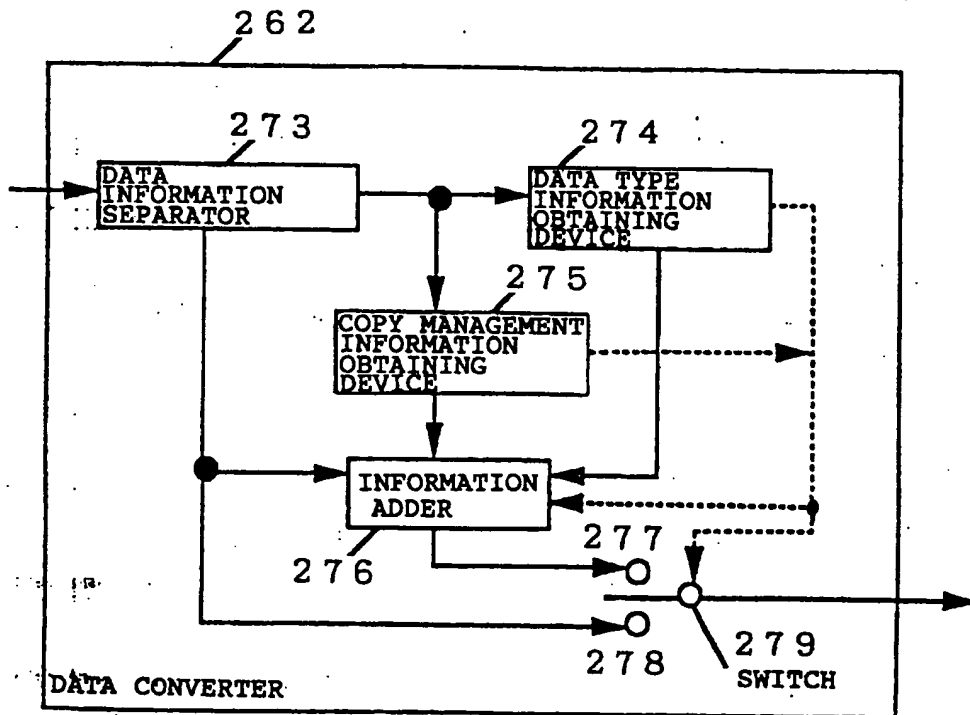 262
273
274
DATA
INFORMATION
SEPARATOR
DATA TYPE
INFORMATION
OBTAINING
DEVICE
275
COPY MANAGEMENT
INFORMATION
OBTAINING
DEVICE
INFORMATION
ADDER
276
277
278
279
SWITCH
DATA CONVERTER